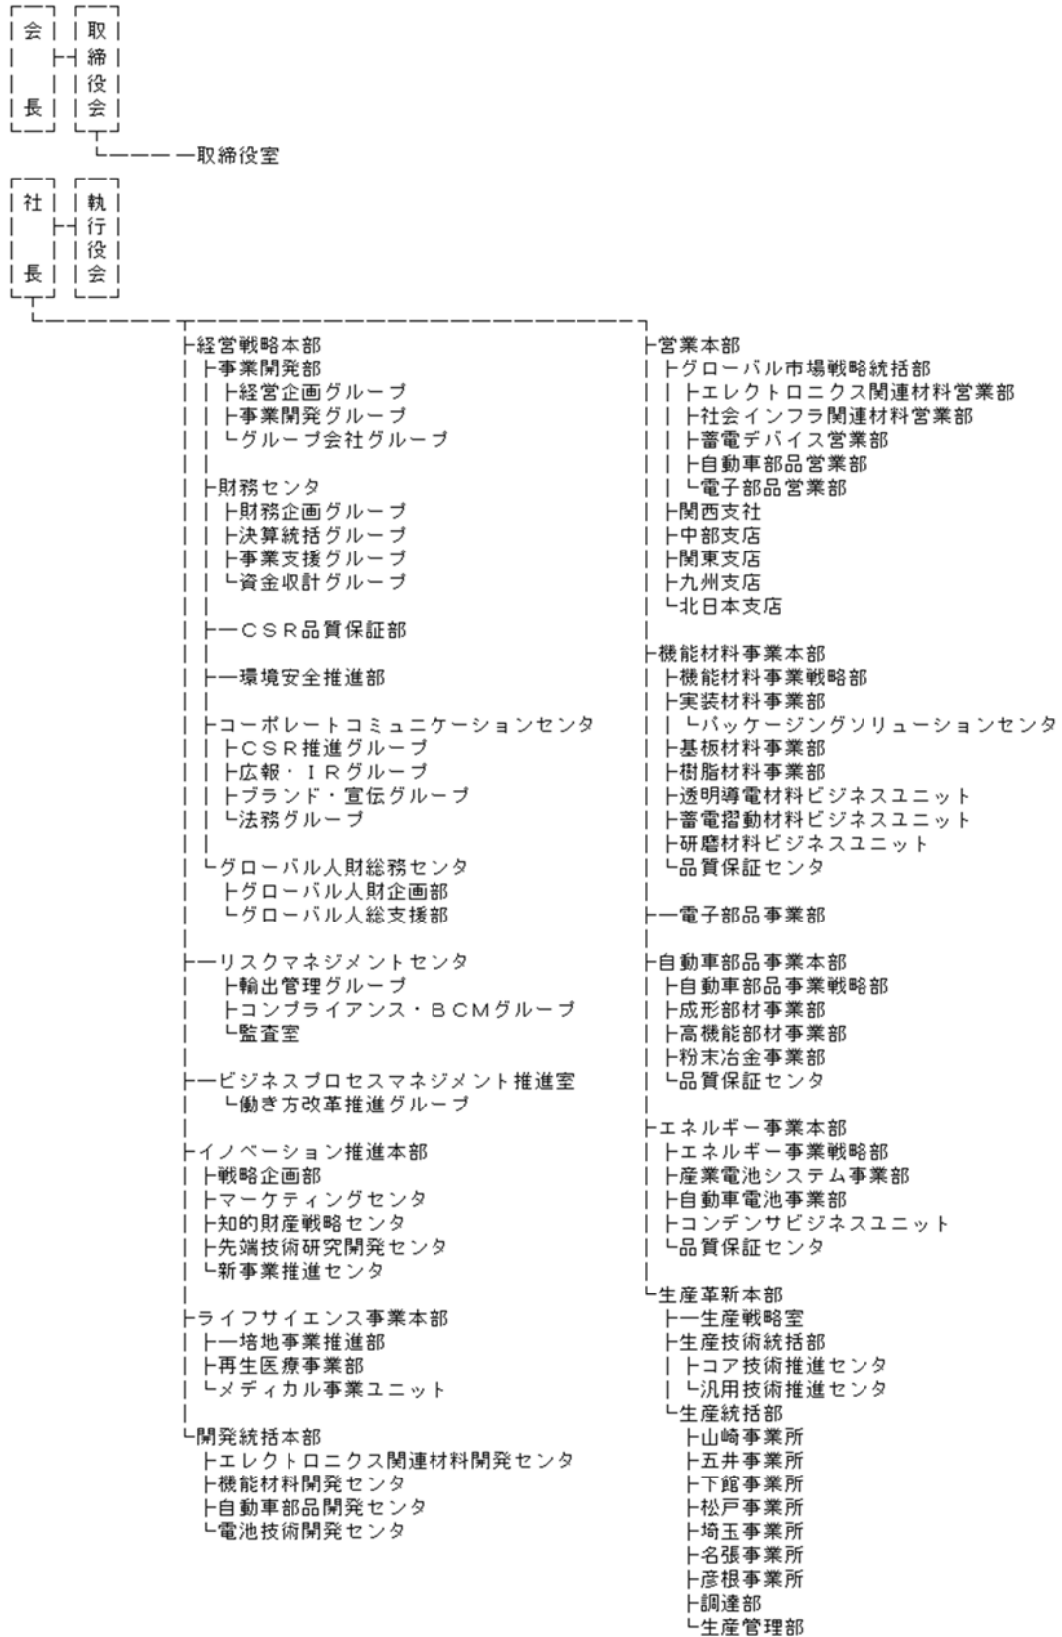 会長
取締役会
取締役室
社長
執行役会
経営戦略本部
事業開発部
経営企画グループ
事業開発グループ
グループ会社グループ
財務センタ
財務企画グループ
決算統括グループ
事業支援グループ
資金収計グループ
CSR品質保証部
環境安全推進部
コーポレートコミュニケーションセンタ
CSR推進グループ
広報・IRグループ
ブランド・宣伝グループ
法務グループ
グローバル人財総務センタ
グローバル人財企画部
グローバル人総支援部
リスクマネジメントセンタ
輸出管理グループ
コンプライアンス・BCMグループ
監査室
ビジネスプロセスマネジメント推進室
働き方改革推進グループ
イノベーション推進本部
戦略企画部
マーケティングセンタ
知的財産戦略センタ
先端技術研究開発センタ
新事業推進センタ
ライフサイエンス事業本部
培地事業推進部
再生医療事業部
メディカル事業ユニット
開発統括本部
エレクトロニクス関連材料開発センタ
機能材料開発センタ
自動車部品開発センタ
電池技術開発センタ
営業本部
グローバル市場戦略統括部
エレクトロニクス関連材料営業部
社会インフラ関連材料営業部
蓄電デバイス営業部
自動車部品営業部
電子部品営業部
関西支社
中部支店
関東支店
九州支店
北日本支店
機能材料事業本部
機能材料事業戦略部
実装材料事業部
パッケージングソリューションセンタ
基板材料事業部
樹脂材料事業部
透明導電材料ビジネスユニット
蓄電摺動材料ビジネスユニット
研磨材料ビジネスユニット
品質保証センタ
電子部品事業部
自動車部品事業本部
自動車部品事業戦略部
成形部材事業部
高機能部材事業部
粉末冶金事業部
品質保証センタ
エネルギー事業本部
エネルギー事業戦略部
産業電池システム事業部
自動車電池事業部
コンデンサビジネスユニット
品質保証センタ
生産革新本部
生産戦略室
生産技術統括部
コア技術推進センタ
汎用技術推進センタ
生産統括部
山崎事業所
五井事業所
下館事業所
松戸事業所
埼玉事業所
名張事業所
彦根事業所
調達部
生産管理部